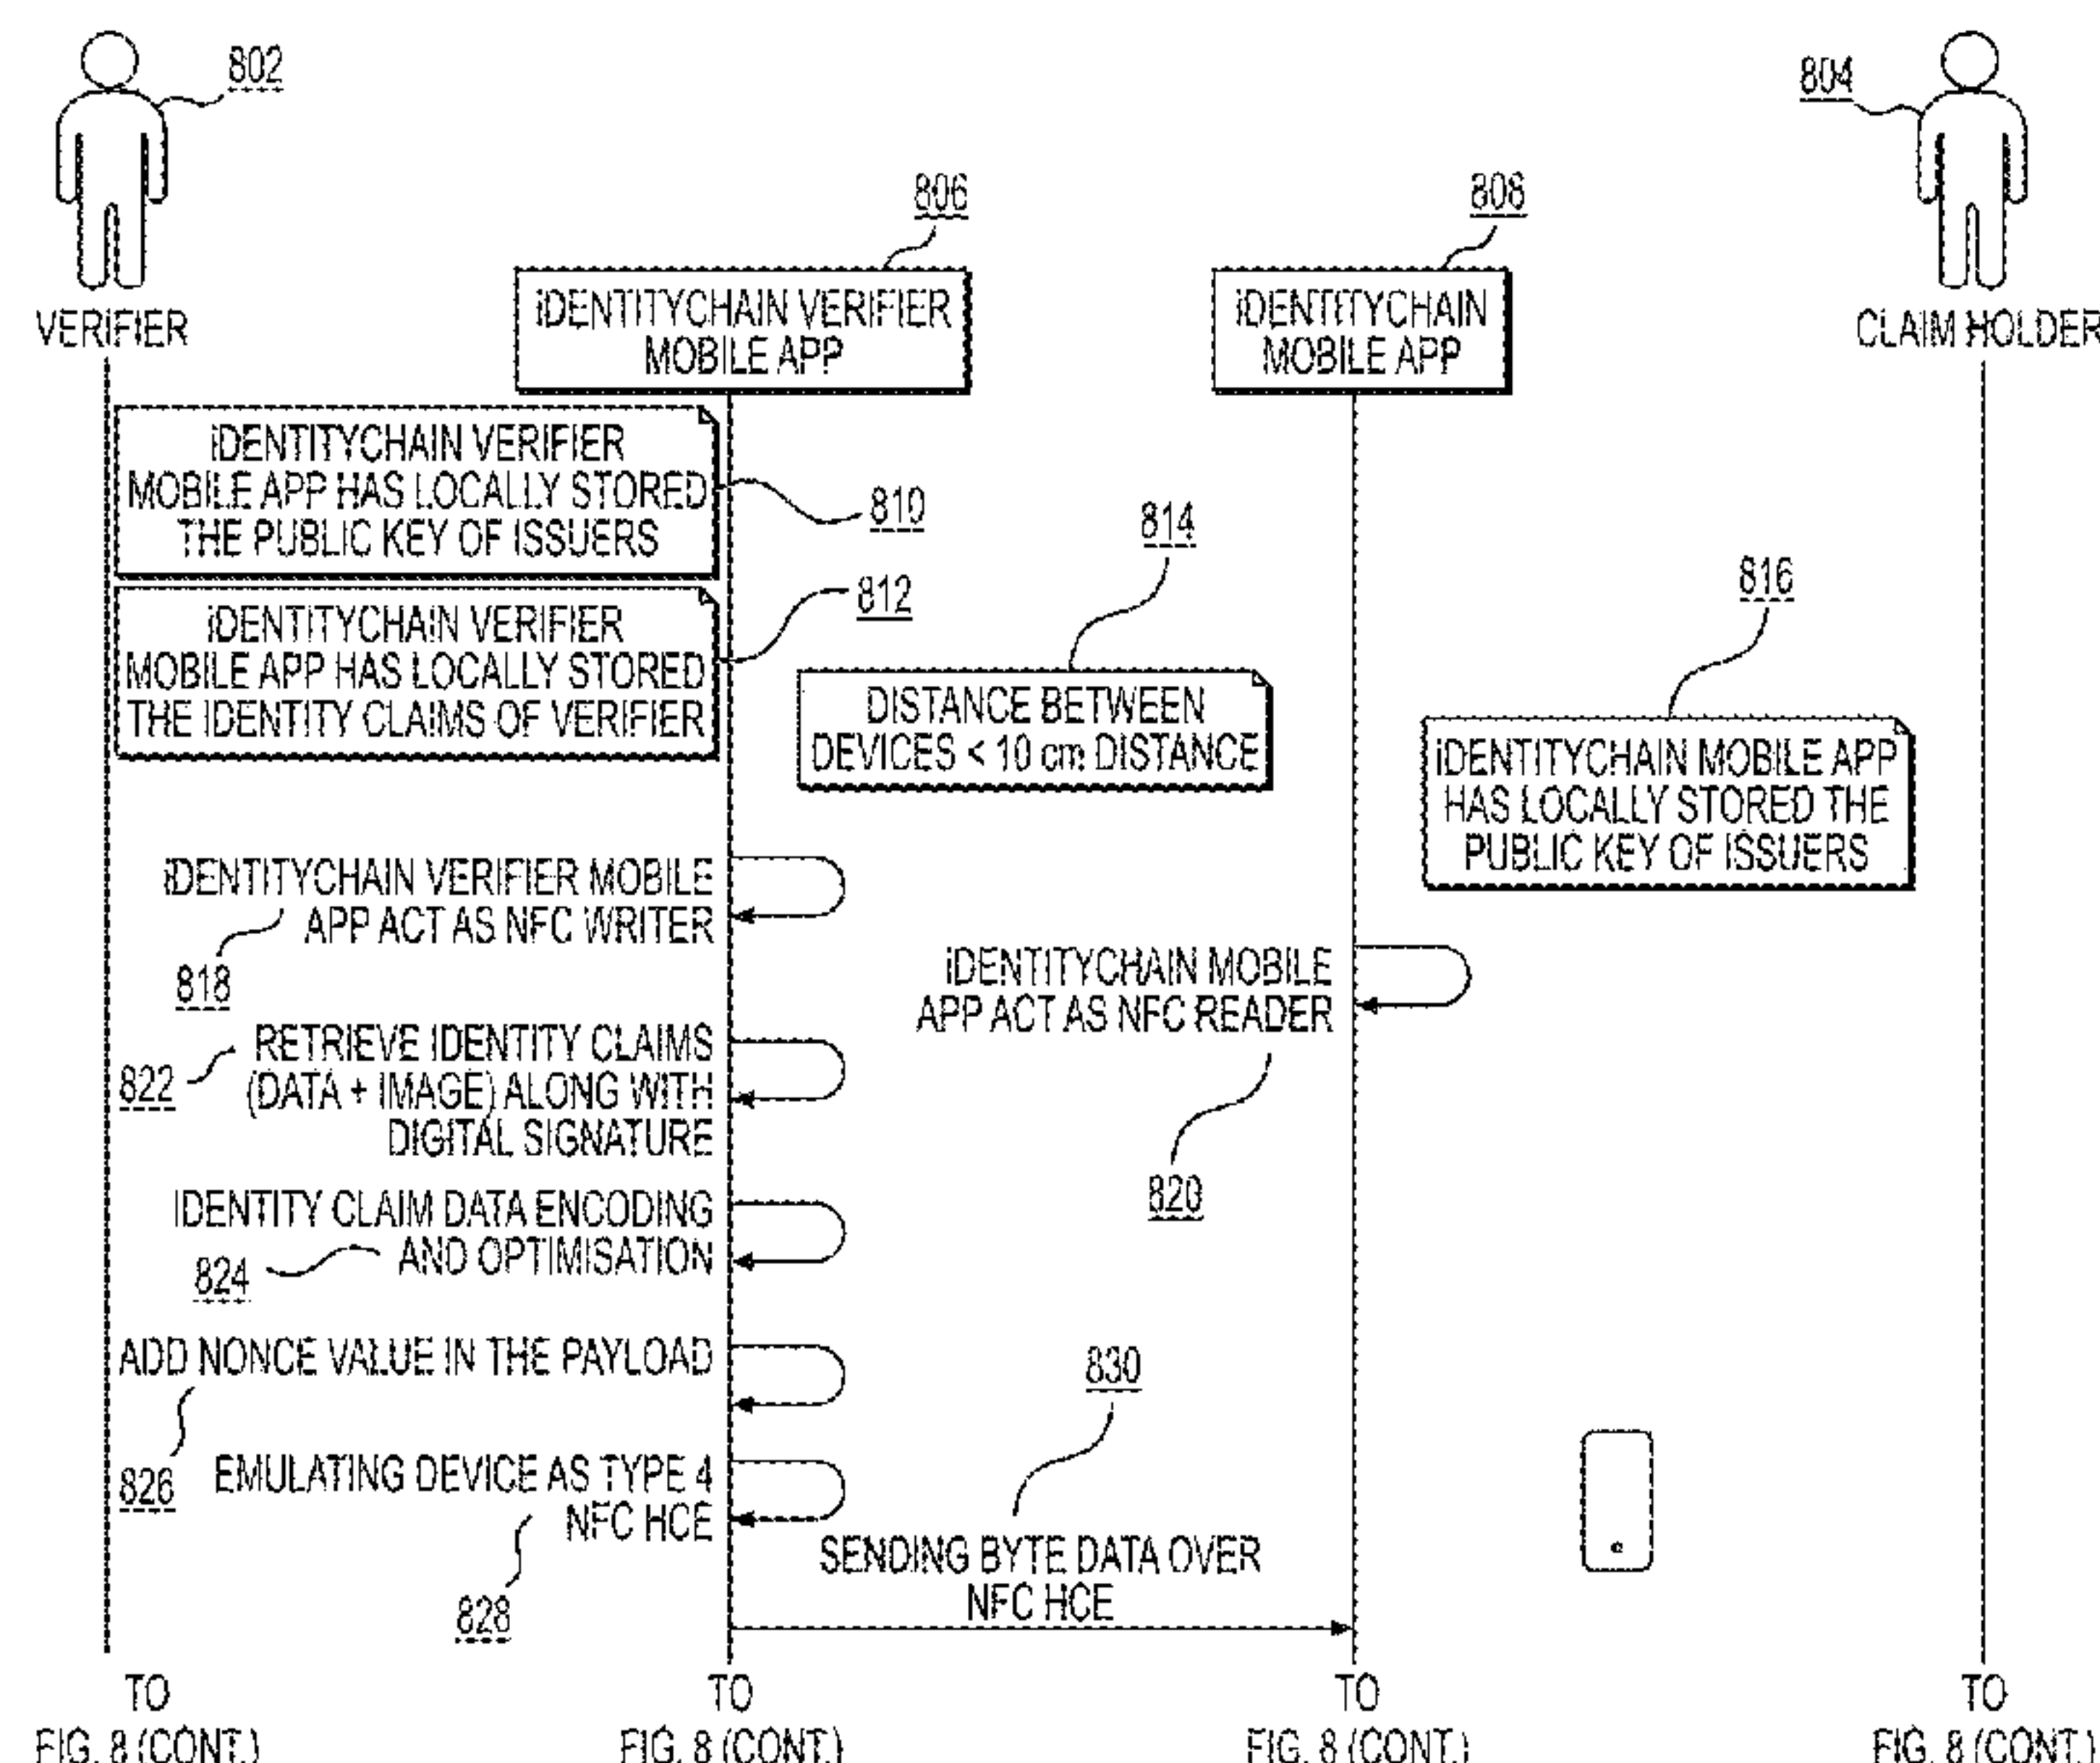 802
804
806
808
VERIFIER
iDENTITYCHAIN VERIFIER
MOBILE APP
iDENTITYCHAIN
MOBILE APP
CLAIM HOLDER
iDENTITYCHAIN VERIFIER
MOBILE APP HAS LOCALLY STORED
THE PUBLIC KEY OF ISSUERS
810
814
816
iDENTITYCHAIN VERIFIER
MOBILE APP HAS LOCALLY STORED
THE IDENTITY CLAIMS OF VERIFIER
812
DISTANCE BETWEEN
DEVICES < 10 cm DISTANCE
iDENTITYCHAIN MOBILE APP
HAS LOCALLY STORED THE
PUBLIC KEY OF ISSUERS
iDENTITYCHAIN VERIFIER MOBILE
APP ACT AS NFC WRITER
818
iDENTITYCHAIN MOBILE
APP ACT AS NFC READER
820
RETRIEVE IDENTITY CLAIMS
(DATA + IMAGE) ALONG WITH
DIGITAL SIGNATURE
822
IDENTITY CLAIM DATA ENCODING
AND OPTIMISATION
824
ADD NONCE VALUE IN THE PAYLOAD
826
830
EMULATING DEVICE AS TYPE 4
NFC HCE
828
SENDING BYTE DATA OVER
NFC HCE
TO
FIG. 8 (CONT.)
TO
FIG. 8 (CONT.)
TO
FIG. 8 (CONT.)
TO
FIG. 8 (CONT.)